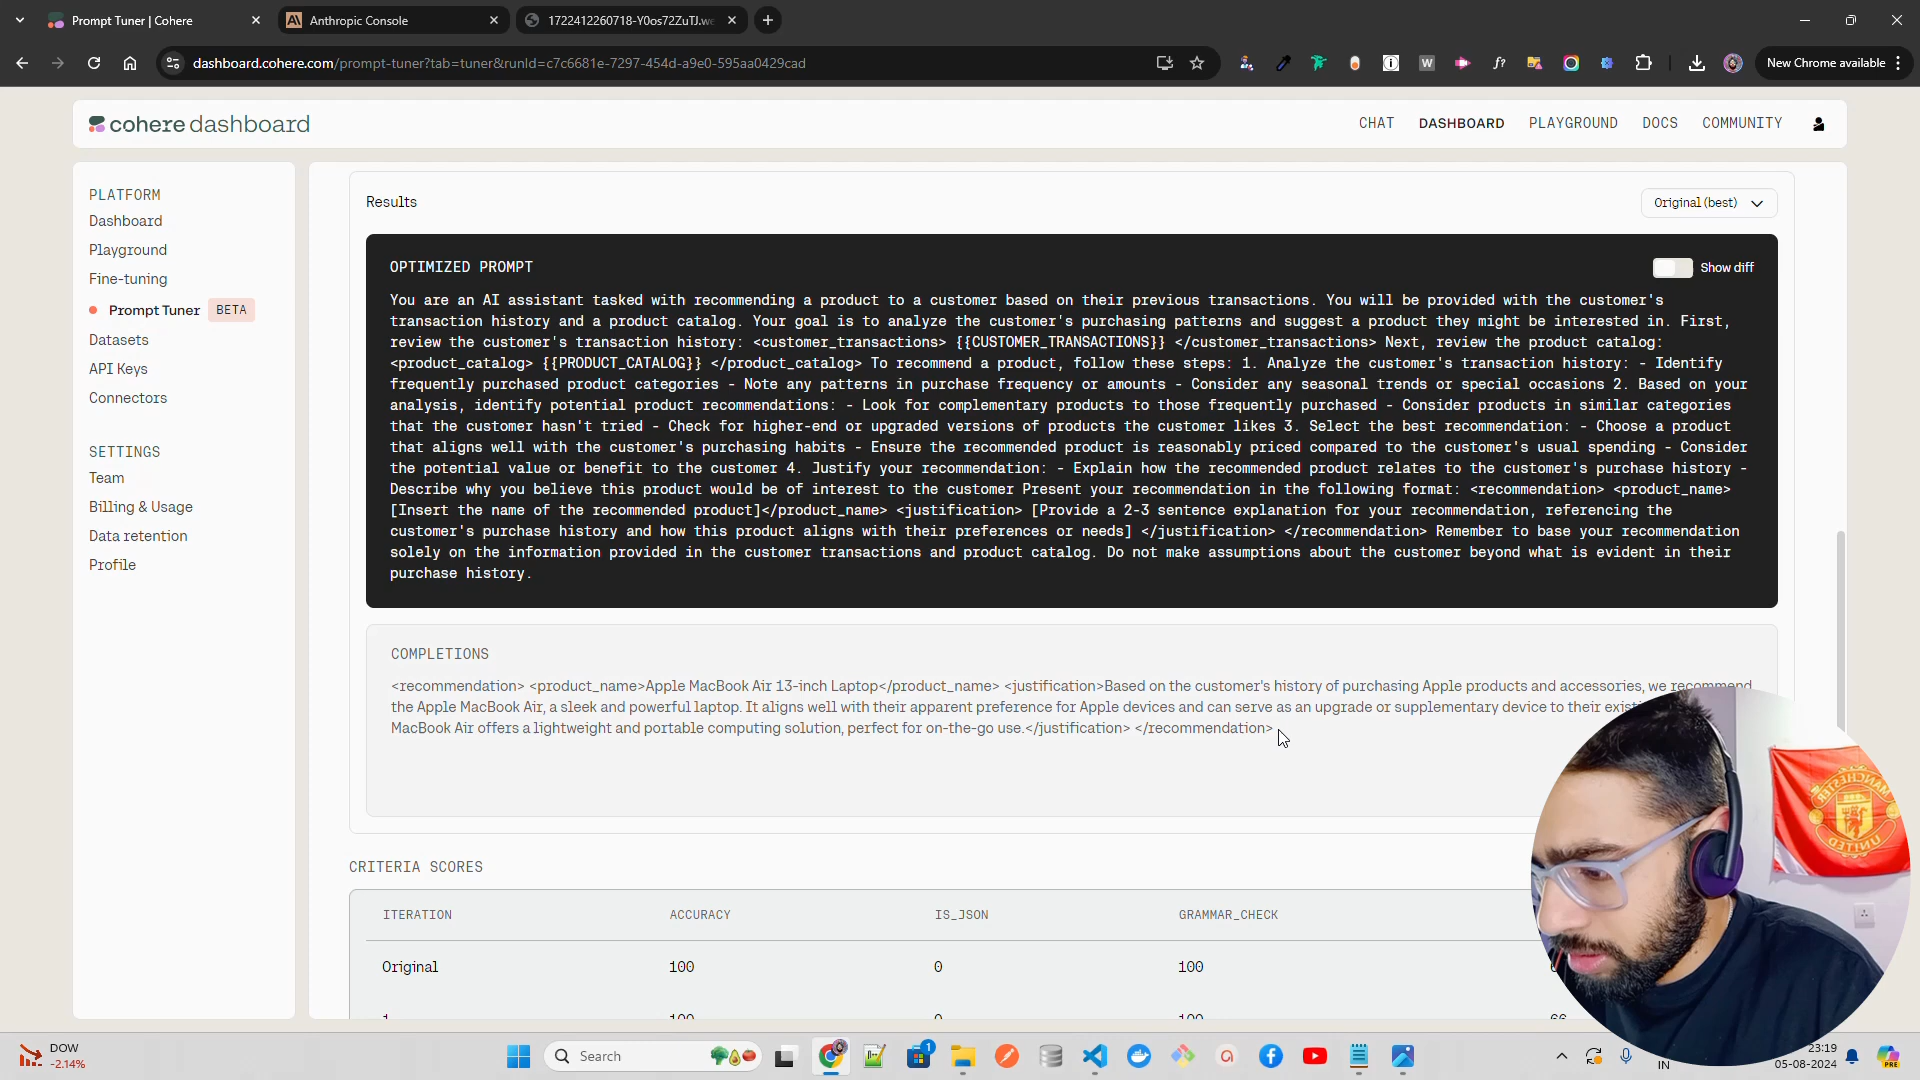 Prompt Tuner | Cohere
Anthropic Console
1722412260718-Y0os72ZuTJ.we
dashboard.cohere.com/prompt-tuner?tab=tuner&runId=c7c6681e-7297-454d-a9e0-595aa0429cad
New Chrome available
cohere dashboard
CHAT
DASHBOARD
PLAYGROUND
DOCS
COMMUNITY
PLATFORM
Dashboard
Playground
Fine-tuning
Prompt Tuner BETA
Datasets
API Keys
Connectors
SETTINGS
Team
Billing & Usage
Data retention
Profile
Results
Original (best)
OPTIMIZED PROMPT
Show diff
You are an AI assistant tasked with recommending a product to a customer based on their previous transactions. You will be provided with the customer's
transaction history and a product catalog. Your goal is to analyze the customer's purchasing patterns and suggest a product they might be interested in. First,
review the customer's transaction history: <customer_transactions> {{CUSTOMER_TRANSACTIONS}} </customer_transactions> Next, review the product catalog:
<product_catalog> {{PRODUCT_CATALOG}} </product_catalog> To recommend a product, follow these steps: 1. Analyze the customer's transaction history: - Identify
frequently purchased product categories - Note any patterns in purchase frequency or amounts - Consider any seasonal trends or special occasions 2. Based on your
analysis, identify potential product recommendations: - Look for complementary products to those frequently purchased - Consider products in similar categories
that the customer hasn't tried - Check for higher-end or upgraded versions of products the customer likes 3. Select the best recommendation: - Choose a product
that aligns well with the customer's purchasing habits - Ensure the recommended product is reasonably priced compared to the customer's usual spending - Consider
the potential value or benefit to the customer 4. Justify your recommendation: - Explain how the recommended product relates to the customer's purchase history -
Describe why you believe this product would be of interest to the customer Present your recommendation in the following format: <recommendation> <product_name>
[Insert the name of the recommended product]</product_name> <justification> [Provide a 2-3 sentence explanation for your recommendation, referencing the
customer's purchase history and how this product aligns with their preferences or needs] </justification> </recommendation> Remember to base your recommendation
solely on the information provided in the customer transactions and product catalog. Do not make assumptions about the customer beyond what is evident in their
purchase history.
COMPLETIONS
<recommendation> <product_name>Apple MacBook Air 13-inch Laptop</product_name> <justification>Based on the customer's history of purchasing Apple products and accessories, we recommend
the Apple MacBook Air, a sleek and powerful laptop. It aligns well with their apparent preference for Apple devices and can serve as an upgrade or supplementary device to their
MacBook Air offers a lightweight and portable computing solution, perfect for on-the-go use.</justification> </recommendation>
CRITERIA SCORES
ITERATION ACCURACY IS_JSON GRAMMAR_CHECK
Original 100 0 100
1 100 0 100 66
MANCHESTER
UNITED
DOW
-2.14%
Search
1
IN
23:19
05-08-2024
PRE